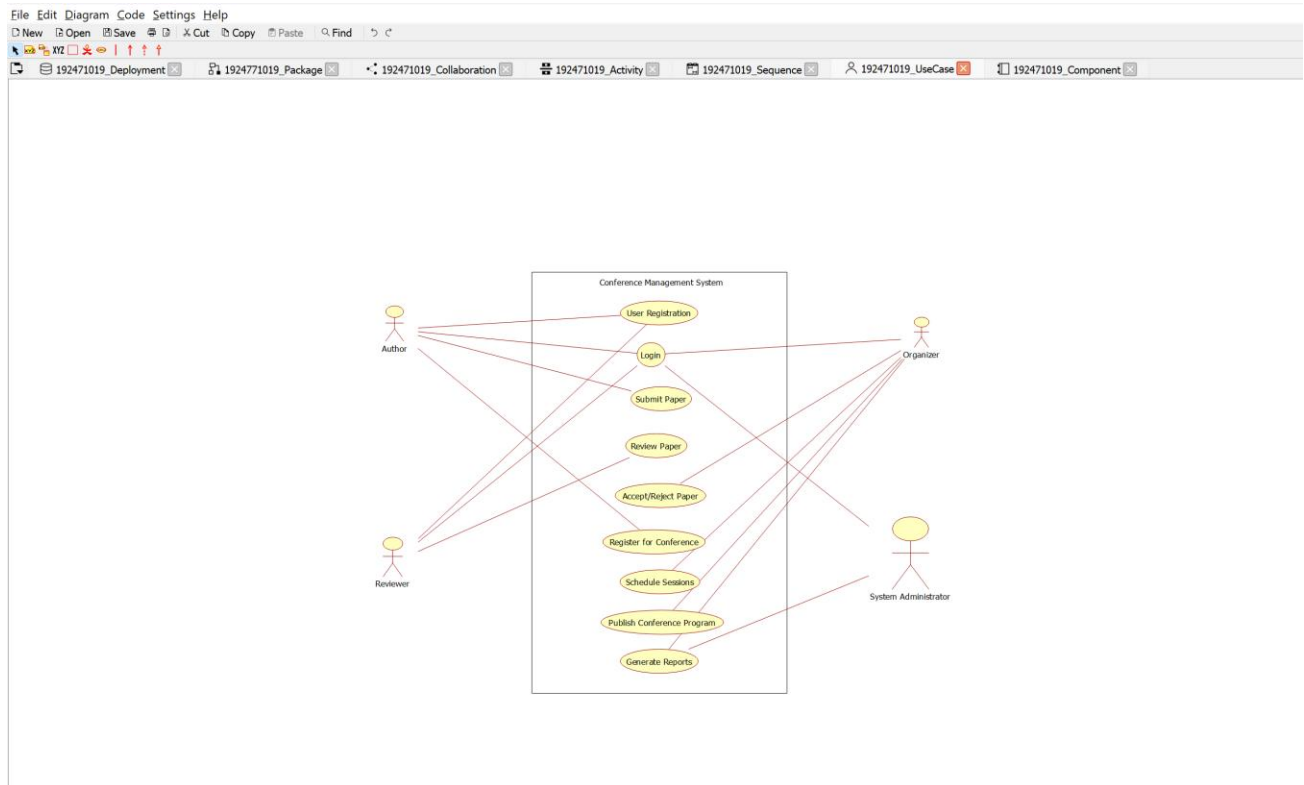 File Edit Diagram Code Settings Help
New Open Save Cut Copy Paste Find
XYZ
192471019_Deployment 1924771019_Package 192471019_Collaboration 192471019_Activity 192471019_Sequence 192471019_UseCase 192471019_Component
Conference Management System
User Registration
Author
Login
Organizer
Submit Paper
Review Paper
Accept/Reject Paper
Register for Conference
Reviewer
Schedule Sessions
System Administrator
Publish Conference Program
Generate Reports